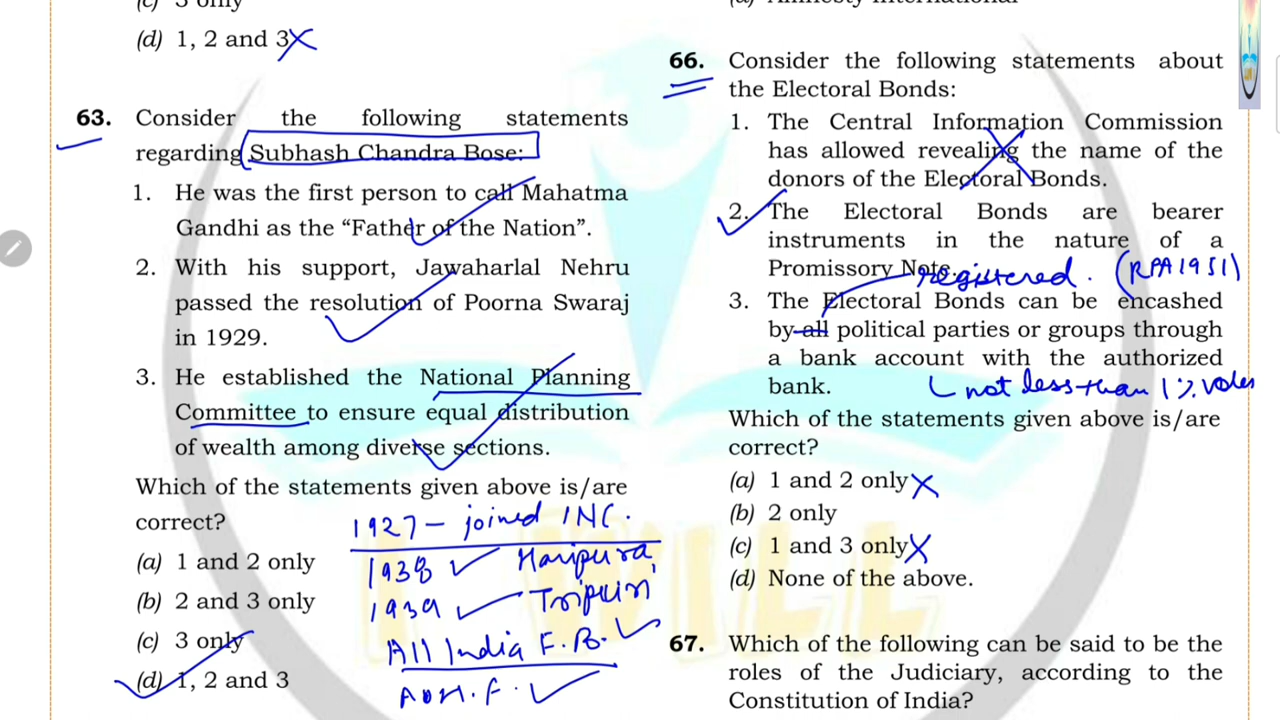 (c) 3 only
(d) 1, 2 and 3
63. Consider the following statements
regarding Subhash Chandra Bose:
1. He was the first person to call Mahatma
Gandhi as the “Father of the Nation”.
2. With his support, Jawaharlal Nehru
passed the resolution of Poorna Swaraj
in 1929.
3. He established the National Planning
Committee to ensure equal distribution
of wealth among diverse sections.
Which of the statements given above is/are
correct?
1927 – joined INC.
(a) 1 and 2 only
1938 Haripura
(b) 2 and 3 only
1939 Tripuri
(c) 3 only
All India F.B.
(d) 1, 2 and 3
(a) Amnesty International
66. Consider the following statements about
the Electoral Bonds:
1. The Central Information Commission
has allowed revealing the name of the
donors of the Electoral Bonds.
2. The Electoral Bonds are bearer
instruments in the nature of a
Promissory Note.
registered. (RPA 1951)
3. The Electoral Bonds can be encashed
by all political parties or groups through
a bank account with the authorized
bank.
not less than 1% votes
Which of the statements given above is/are
correct?
(a) 1 and 2 only
(b) 2 only
(c) 1 and 3 only
(d) None of the above.
67. Which of the following can be said to be the
roles of the Judiciary, according to the
Constitution of India?